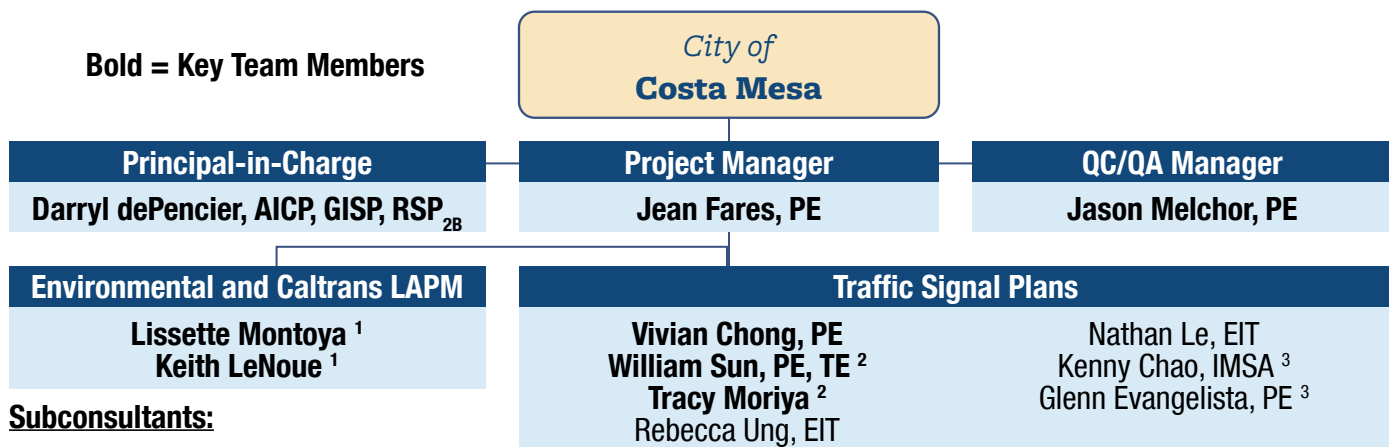 Bold = Key Team Members
City of
Costa Mesa
Principal-in-Charge
Darryl dePencier, AICP, GISP, RSP2B
Project Manager
Jean Fares, PE
QC/QA Manager
Jason Melchor, PE
Environmental and Caltrans LAPM
Lissette Montoya 1
Keith LeNoue 1
Traffic Signal Plans
Vivian Chong, PE
William Sun, PE, TE 2
Tracy Moriya 2
Rebecca Ung, EIT
Nathan Le, EIT
Kenny Chao, IMSA 3
Glenn Evangelista, PE 3
Subconsultants: